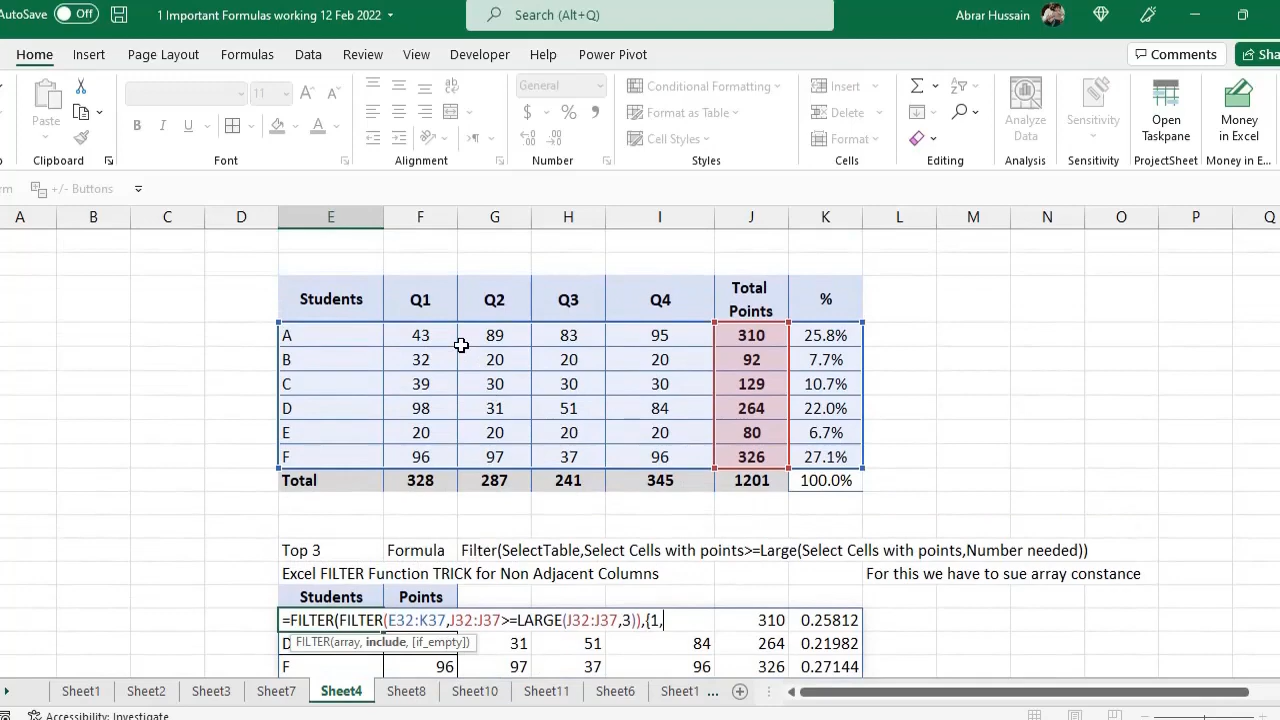 AutoSave Off 1 Important Formulas working 12 Feb 2022 Search (Alt+Q) Abrar Hussain
Home Insert Page Layout Formulas Data Review View Developer Help Power Pivot Comments Sha
Paste General Conditional Formatting Format as Table Cell Styles Insert Delete Format Analyze Data Sensitivity Open Taskpane Money in Excel
11
Clipboard Font Alignment Number Styles Cells Editing Analysis Sensitivity ProjectSheet Money in E...
rm +/- Buttons
A B C D E F G H I J K L M N O P Q
Students Q1 Q2 Q3 Q4 Total Points %
A 43 89 83 95 310 25.8%
B 32 20 20 20 92 7.7%
C 39 30 30 30 129 10.7%
D 98 31 51 84 264 22.0%
E 20 20 20 20 80 6.7%
F 96 97 37 96 326 27.1%
Total 328 287 241 345 1201 100.0%
Top 3 Formula Filter(SelectTable,Select Cells with points>=Large(Select Cells with points,Number needed))
Excel FILTER Function TRICK for Non Adjacent Columns For this we have to sue array constance
Students Points
=FILTER(FILTER(E32:K37,J32:J37>=LARGE(J32:J37,3)),{1, 310 0.25812
FILTER(array, include, [if_empty])
D 31 51 84 264 0.21982
F 96 97 37 96 326 0.27144
Sheet1 Sheet2 Sheet3 Sheet7 Sheet4 Sheet8 Sheet10 Sheet11 Sheet6 Sheet1 ...
Accessibility: Investigate